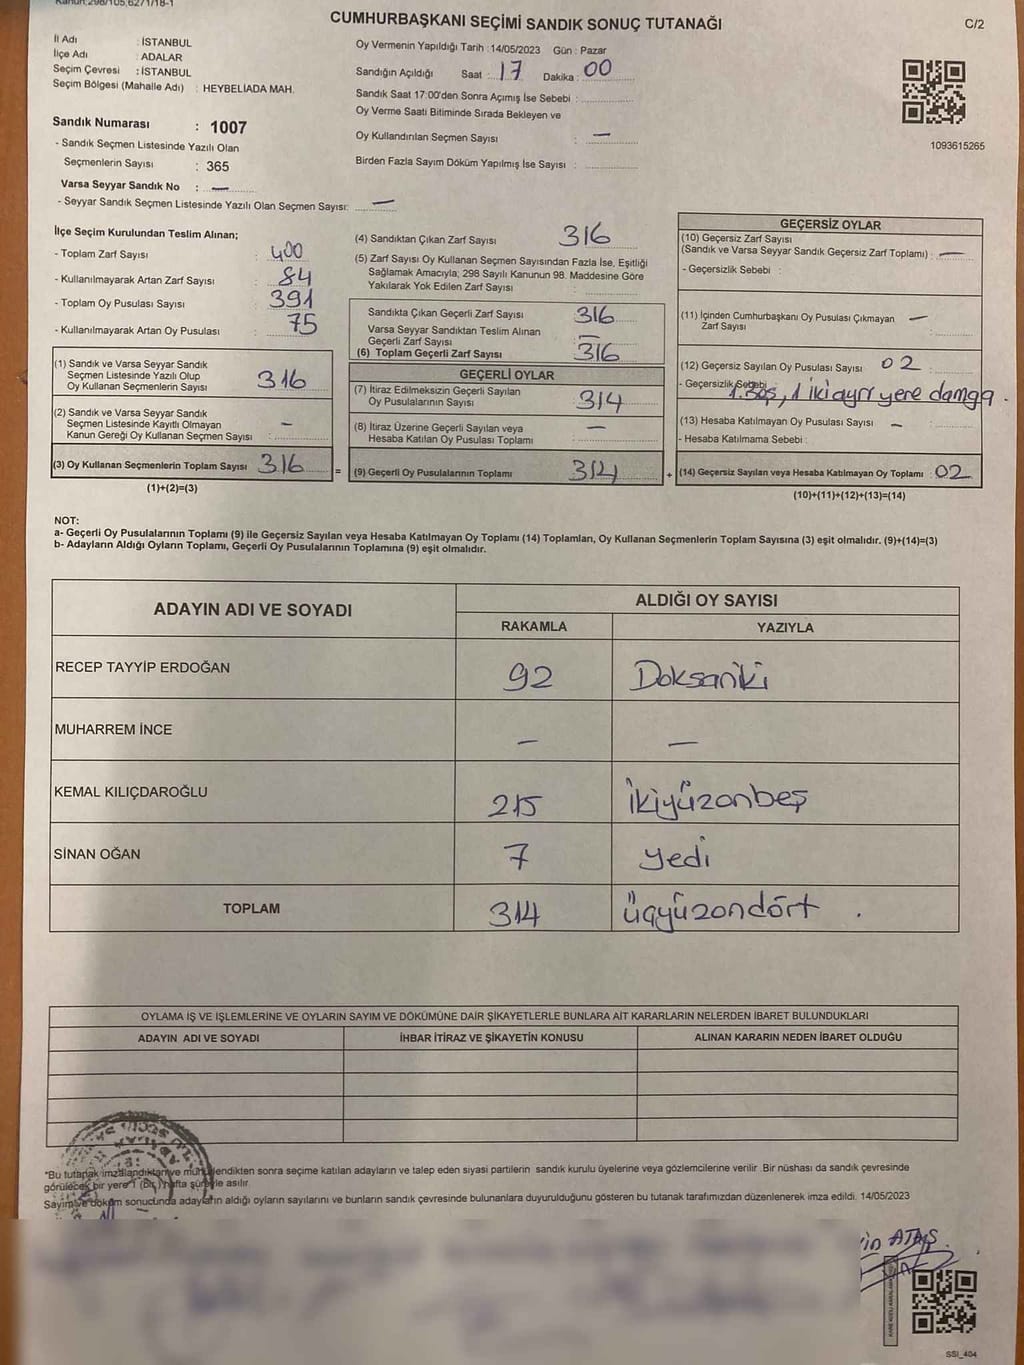 Kanun:298/105,6271/18-1
CUMHURBAŞKANI SEÇİMİ SANDIK SONUÇ TUTANAĞI
C/2
İl Adı : İSTANBUL
İlçe Adı : ADALAR
Seçim Çevresi : İSTANBUL
Seçim Bölgesi (Mahalle Adı) : HEYBELİADA MAH.
Oy Vermenin Yapıldığı Tarih : 14/05/2023 Gün : Pazar
Sandığın Açıldığı Saat : 17 Dakika : 00
Sandık Saat 17:00'den Sonra Açımış İse Sebebi :
Oy Verme Saati Bitiminde Sırada Bekleyen ve
Oy Kullandırılan Seçmen Sayısı : —
Birden Fazla Sayım Döküm Yapılmış İse Sayısı :
1093615265
Sandık Numarası : 1007
- Sandık Seçmen Listesinde Yazılı Olan
Seçmenlerin Sayısı : 365
Varsa Seyyar Sandık No : —
- Seyyar Sandık Seçmen Listesinde Yazılı Olan Seçmen Sayısı: —
İlçe Seçim Kurulundan Teslim Alınan;
- Toplam Zarf Sayısı : 400
- Kullanılmayarak Artan Zarf Sayısı : 84
- Toplam Oy Pusulası Sayısı : 391
- Kullanılmayarak Artan Oy Pusulası : 75
(1) Sandık ve Varsa Seyyar Sandık
Seçmen Listesinde Yazılı Olup
Oy Kullanan Seçmenlerin Sayısı : 316
(2) Sandık ve Varsa Seyyar Sandık
Seçmen Listesinde Kayıtlı Olmayan
Kanun Gereği Oy Kullanan Seçmen Sayısı : —
(3) Oy Kullanan Seçmenlerin Toplam Sayısı 316
(1)+(2)=(3)
=
(4) Sandıktan Çıkan Zarf Sayısı : 316
(5) Zarf Sayısı Oy Kullanan Seçmen Sayısından Fazla İse, Eşitliği
Sağlamak Amacıyla; 298 Sayılı Kanunun 98. Maddesine Göre
Yakılarak Yok Edilen Zarf Sayısı :
Sandıkta Çıkan Geçerli Zarf Sayısı : 316
Varsa Seyyar Sandıktan Teslim Alınan
Geçerli Zarf Sayısı : —
(6) Toplam Geçerli Zarf Sayısı : 316
GEÇERLİ OYLAR
(7) İtiraz Edilmeksizin Geçerli Sayılan
Oy Pusulalarının Sayısı : 314
(8) İtiraz Üzerine Geçerli Sayılan veya
Hesaba Katılan Oy Pusulası Toplamı : —
(9) Geçerli Oy Pusulalarının Toplamı : 314
+
GEÇERSİZ OYLAR
(10) Geçersiz Zarf Sayısı
(Sandık ve Varsa Seyyar Sandık Geçersiz Zarf Toplamı) : —
- Geçersizlik Sebebi :
(11) İçinden Cumhurbaşkanı Oy Pusulası Çıkmayan
Zarf Sayısı : —
(12) Geçersiz Sayılan Oy Pusulası Sayısı : 02
- Geçersizlik Sebebi 1.Boş, 1 iki ayrı yere damga.
(13) Hesaba Katılmayan Oy Pusulası Sayısı : —
- Hesaba Katılmama Sebebi :
(14) Geçersiz Sayılan veya Hesaba Katılmayan Oy Toplamı : 02
(10)+(11)+(12)+(13)=(14)
NOT:
a- Geçerli Oy Pusulalarının Toplamı (9) ile Geçersiz Sayılan veya Hesaba Katılmayan Oy Toplamı (14) Toplamları, Oy Kullanan Seçmenlerin Toplam Sayısına (3) eşit olmalıdır. (9)+(14)=(3)
b- Adayların Aldığı Oyların Toplamı, Geçerli Oy Pusulalarının Toplamına (9) eşit olmalıdır.
ADAYIN ADI VE SOYADI
ALDIĞI OY SAYISI
RAKAMLA YAZIYLA
RECEP TAYYİP ERDOĞAN 92 Doksaniki
MUHARREM İNCE — —
KEMAL KILIÇDAROĞLU 215 İkiyüzonbeş
SİNAN OĞAN 7 Yedi
TOPLAM 314 üçyüzondört .
OYLAMA İŞ VE İŞLEMLERİNE VE OYLARIN SAYIM VE DÖKÜMÜNE DAİR ŞİKAYETLERLE BUNLARA AİT KARARLARIN NELERDEN İBARET BULUNDUKLARI
ADAYIN ADI VE SOYADI İHBAR İTİRAZ VE ŞİKAYETİN KONUSU ALINAN KARARIN NEDEN İBARET OLDUĞU
"Bu tutanak imzalandıktan ve mühürlendikten sonra seçime katılan adayların ve talep eden siyasi partilerin sandık kurulu üyelerine veya gözlemcilerine verilir. Bir nüshası da sandık çevresinde
görülecek bir yere 1 (Bir) hafta süreyle asılır.
Sayım ve döküm sonucunda adayların aldığı oyların sayılarını ve bunların sandık çevresinde bulunanlara duyurulduğunu gösteren bu tutanak tarafımızdan düzenlenerek imza edildi. 14/05/2023
ATAŞ
SSI_404